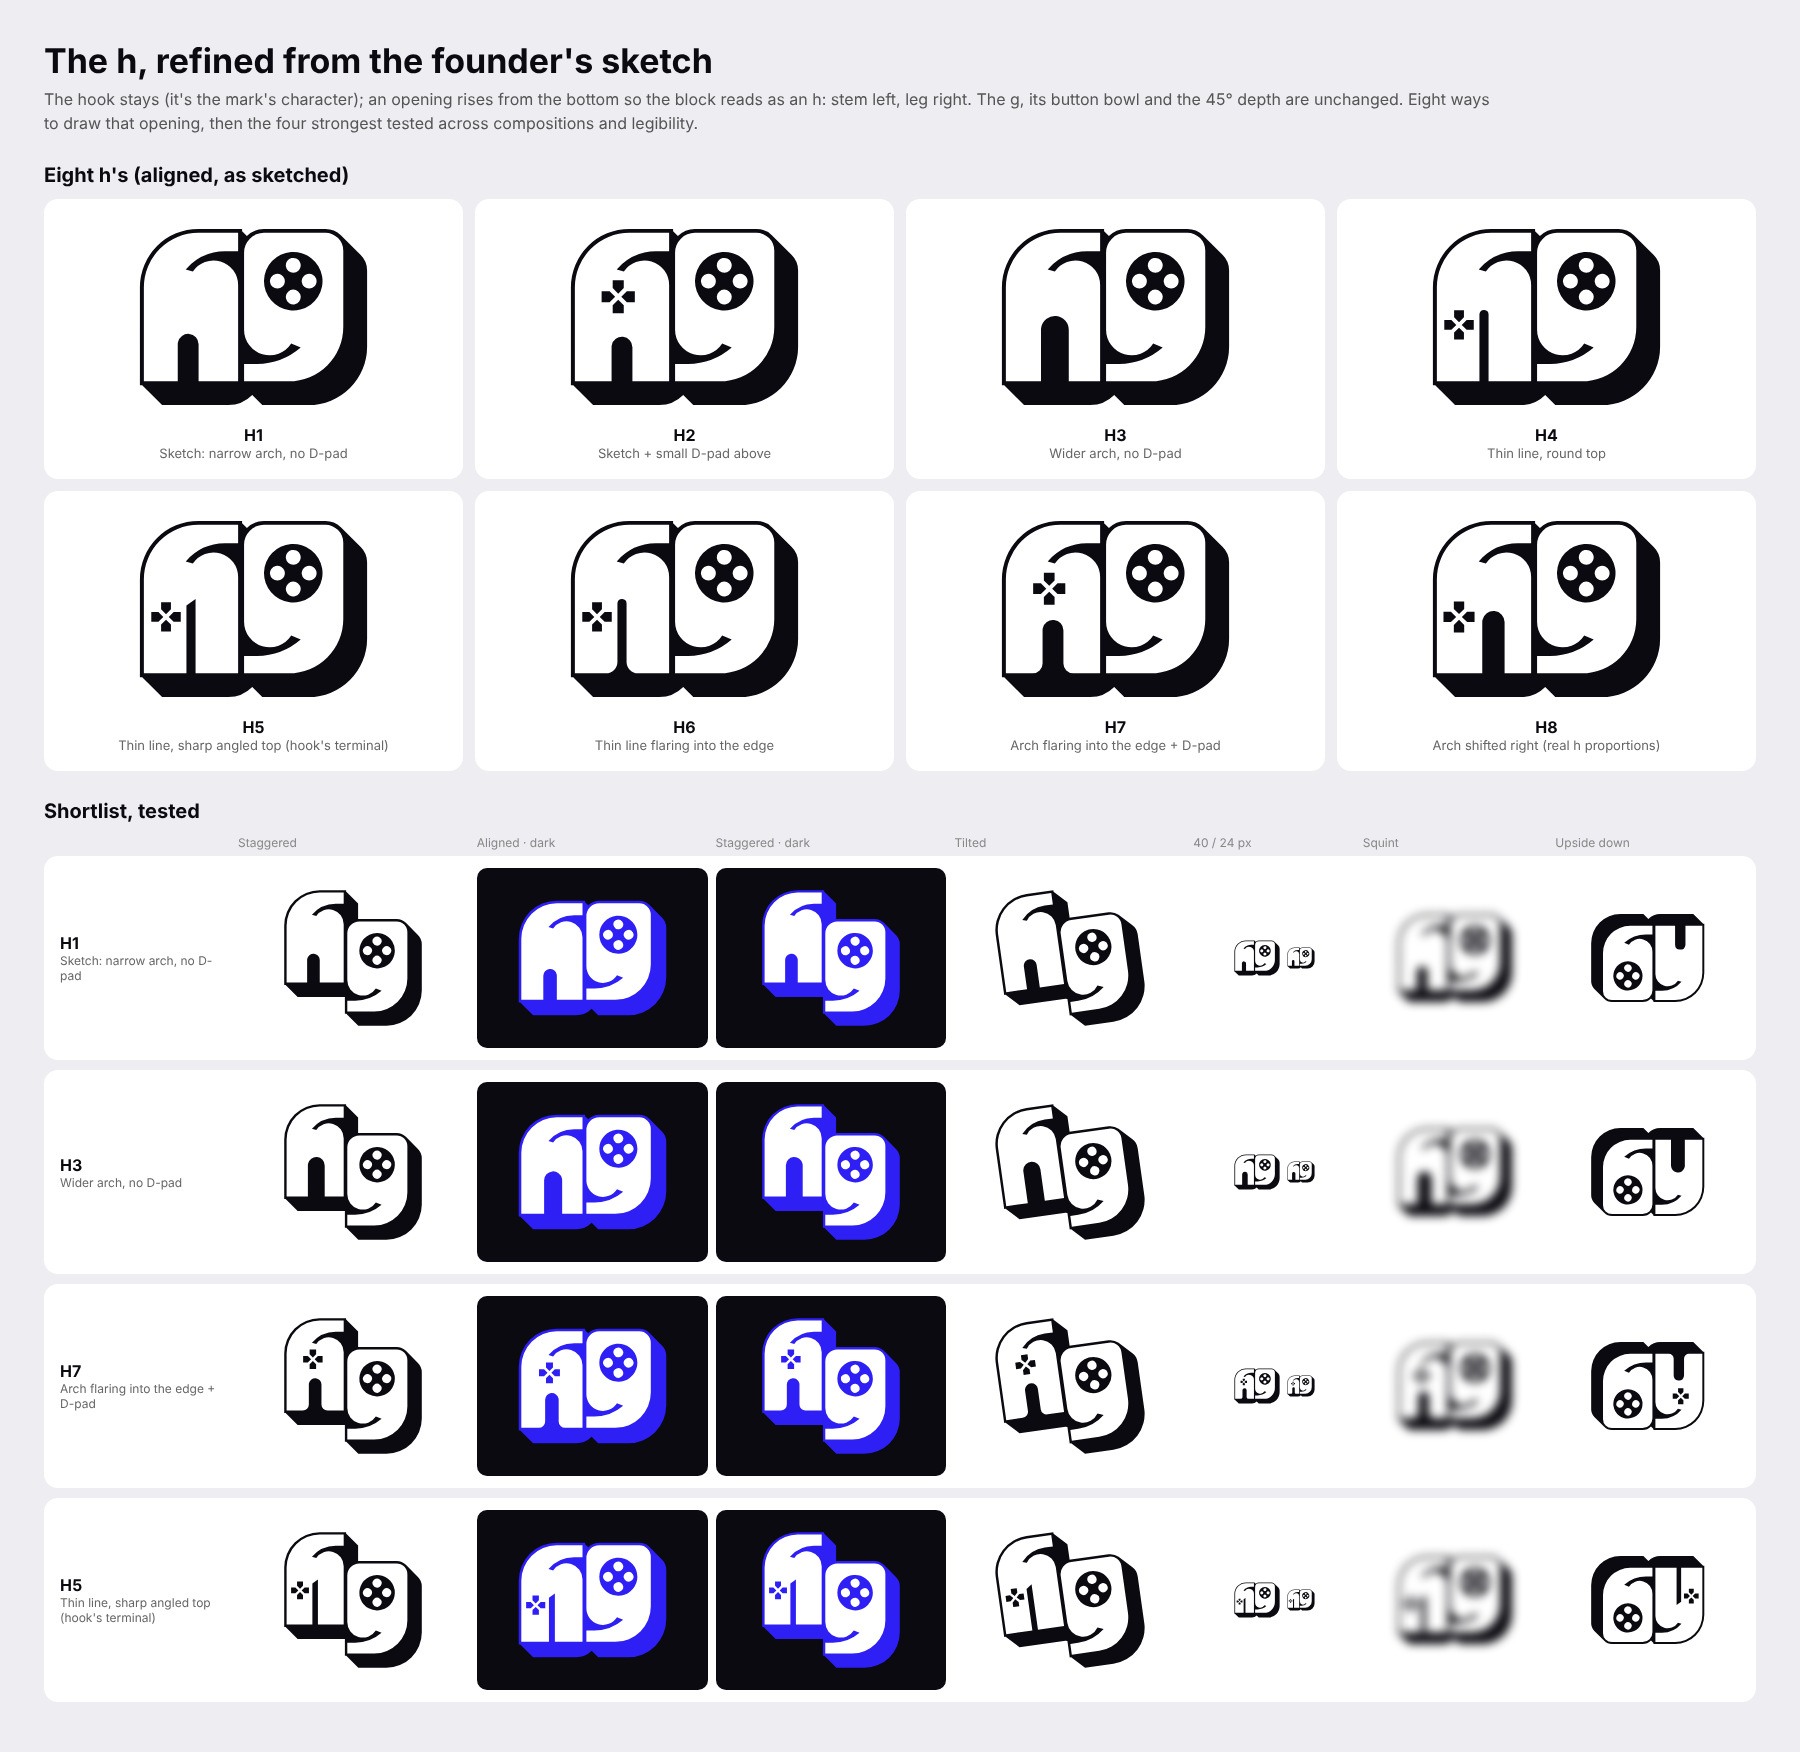 The h, refined from the founder's sketch
The hook stays (it's the mark's character); an opening rises from the bottom so the block reads as an h: stem left, leg right. The g, its button bowl and the 45° depth are unchanged. Eight ways
to draw that opening, then the four strongest tested across compositions and legibility.
Eight h's (aligned, as sketched)
H1
Sketch: narrow arch, no D-pad
H2
Sketch + small D-pad above
H3
Wider arch, no D-pad
H4
Thin line, round top
H5
Thin line, sharp angled top (hook's terminal)
H6
Thin line flaring into the edge
H7
Arch flaring into the edge + D-pad
H8
Arch shifted right (real h proportions)
Shortlist, tested
Staggered
Aligned · dark
Staggered · dark
Tilted
40 / 24 px
Squint
Upside down
H1
Sketch: narrow arch, no D-
pad
H3
Wider arch, no D-pad
H7
Arch flaring into the edge +
D-pad
H5
Thin line, sharp angled top
(hook's terminal)